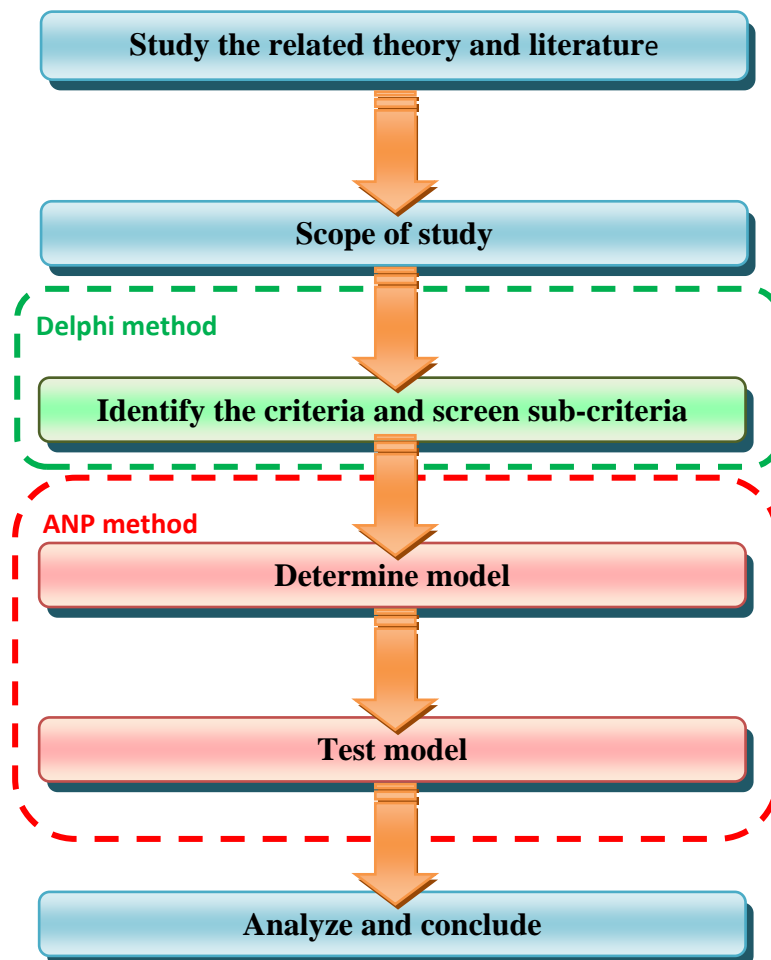 Study the related theory and literature
Scope of study
Delphi method
Identify the criteria and screen sub-criteria
ANP method
Determine model
Test model
Analyze and conclude